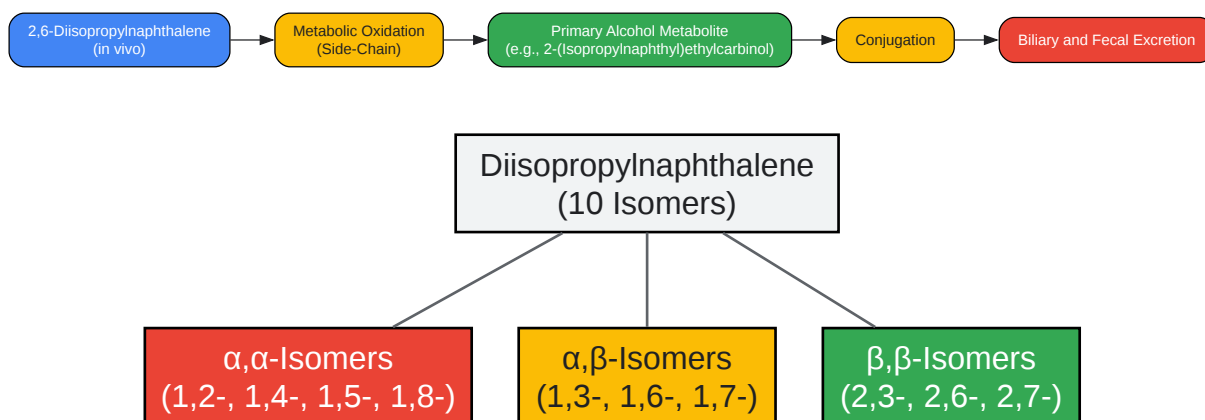 2,6-Diisopropylnaphthalene
(in vivo)
Metabolic Oxidation
(Side-Chain)
Primary Alcohol Metabolite
(e.g., 2-(Isopropylnaphthyl)ethylcarbinol)
Conjugation
Biliary and Fecal Excretion
Diisopropylnaphthalene
(10 Isomers)
α,α-Isomers
(1,2-, 1,4-, 1,5-, 1,8-)
α,β-Isomers
(1,3-, 1,6-, 1,7-)
β,β-Isomers
(2,3-, 2,6-, 2,7-)